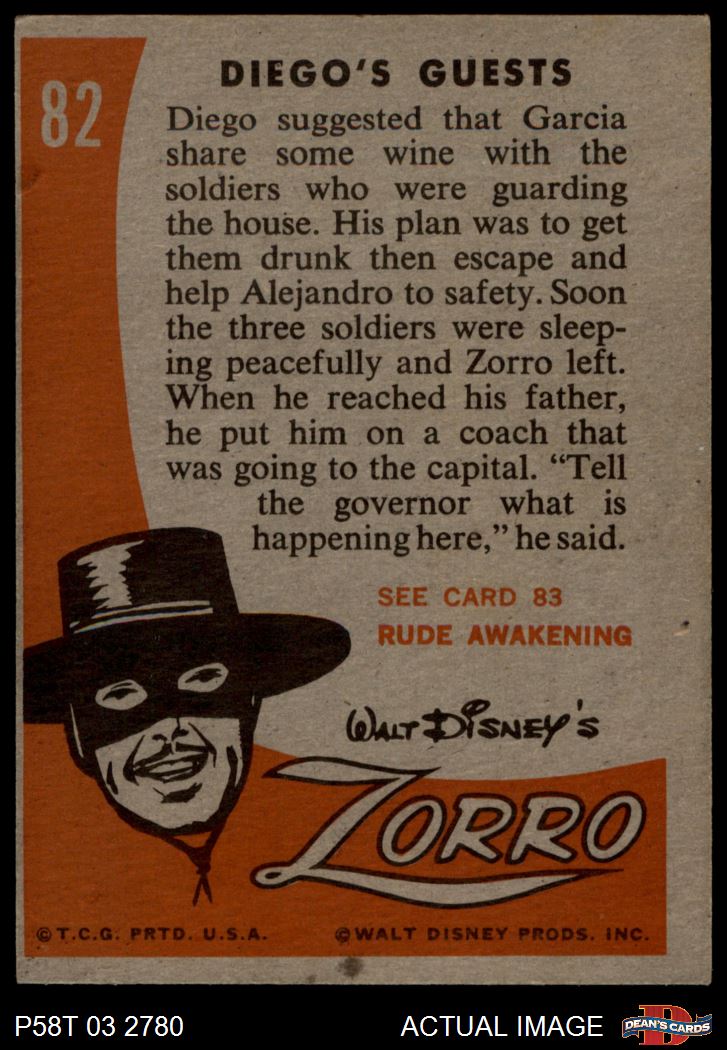 82
DIEGO'S GUESTS
Diego suggested that Garcia
share some wine with the
soldiers who were guarding
the house. His plan was to get
them drunk then escape and
help Alejandro to safety. Soon
the three soldiers were sleep-
ing peacefully and Zorro left.
When he reached his father,
he put him on a coach that
was going to the capital. “Tell
the governor what is
happening here,” he said.
SEE CARD 83
RUDE AWAKENING
WALT DISNEY's
ZORRO
© T.C.G. PRTD. U.S.A.
© WALT DISNEY PRODS. INC.
P58T 03 2780
ACTUAL IMAGE
D
DEAN'S CARDS